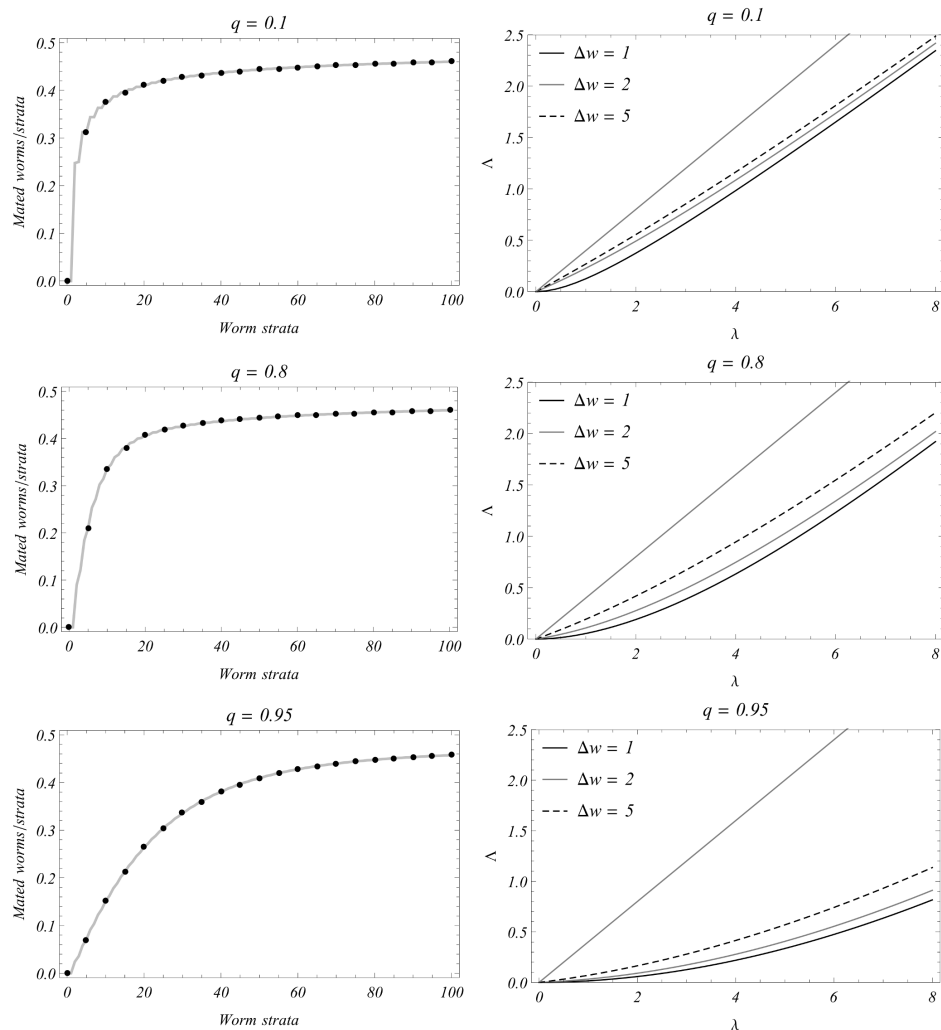 q = 0.1
0.5
0.4
0.3
0.2
0.1
0.0
Mated worms/strata
0 20 40 60 80 100
Worm strata
q = 0.1
2.5
2.0
1.5
1.0
0.5
0.0
Λ
Δw = 1
Δw = 2
Δw = 5
0 2 4 6 8
λ
q = 0.8
0.5
0.4
0.3
0.2
0.1
0.0
Mated worms/strata
0 20 40 60 80 100
Worm strata
q = 0.8
2.5
2.0
1.5
1.0
0.5
0.0
Λ
Δw = 1
Δw = 2
Δw = 5
0 2 4 6 8
λ
q = 0.95
0.5
0.4
0.3
0.2
0.1
0.0
Mated worms/strata
0 20 40 60 80 100
Worm strata
q = 0.95
2.5
2.0
1.5
1.0
0.5
0.0
Λ
Δw = 1
Δw = 2
Δw = 5
0 2 4 6 8
λ